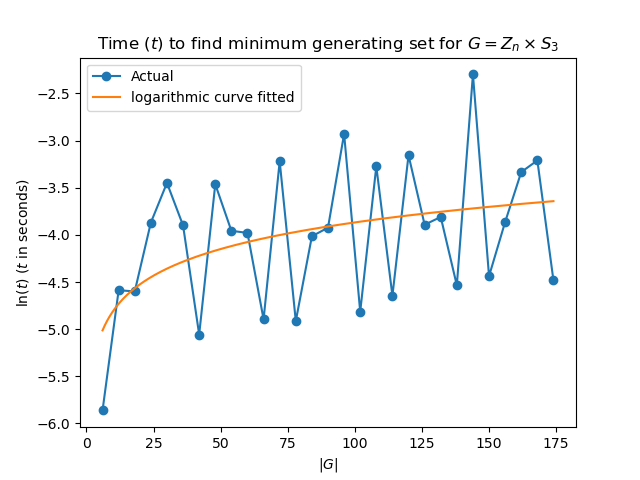 Time (t) to find minimum generating set for G = Z_n × S_3
Actual
logarithmic curve fitted
ln(t) (t in seconds)
−2.5
−3.0
−3.5
−4.0
−4.5
−5.0
−5.5
−6.0
0 25 50 75 100 125 150 175
|G|